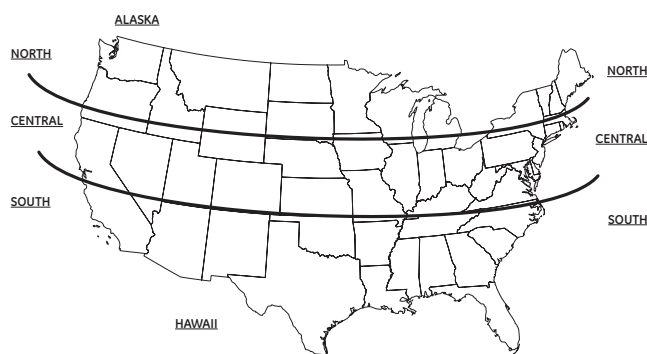 ALASKA
NORTH
NORTH
CENTRAL
CENTRAL
SOUTH
SOUTH
HAWAII